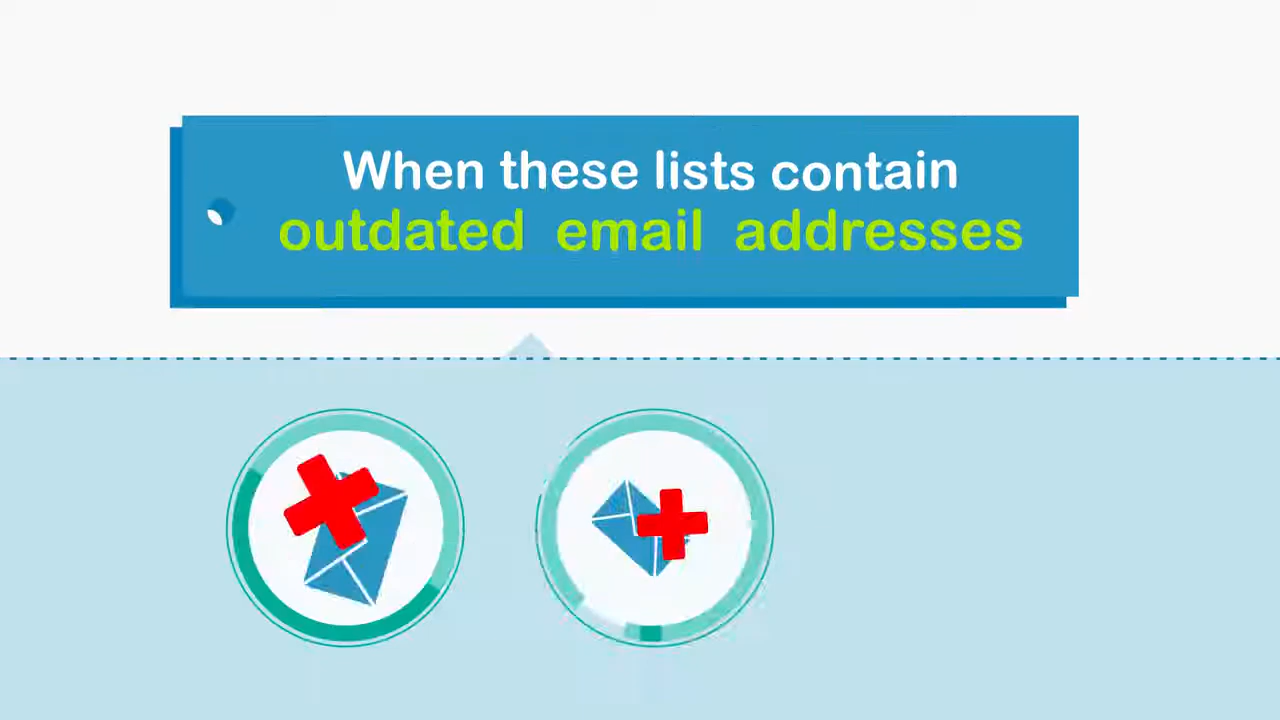 When these lists contain
outdated email addresses